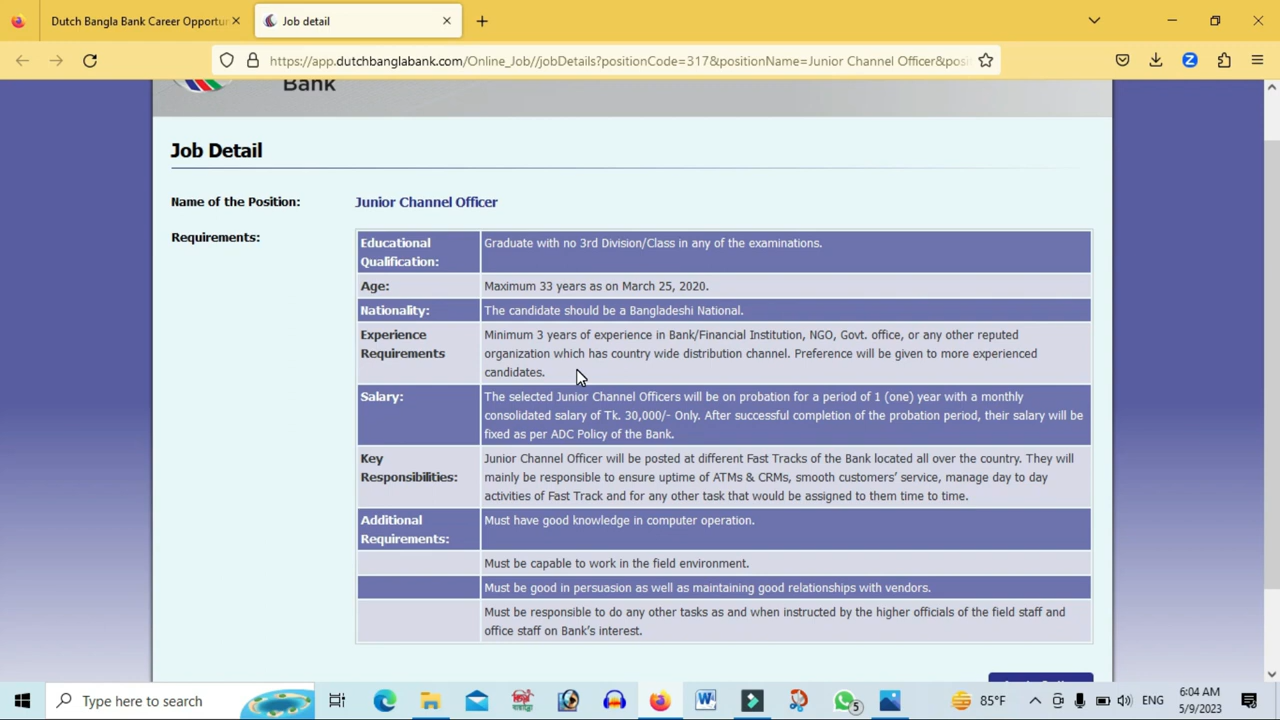 Dutch Bangla Bank Career Opportun
Job detail
https://app.dutchbanglabank.com/Online_Job//jobDetails?positionCode=317&positionName=Junior Channel Officer&posi
Bank
Job Detail
Name of the Position:
Junior Channel Officer
Requirements:
Educational
Qualification:
Graduate with no 3rd Division/Class in any of the examinations.
Age:
Maximum 33 years as on March 25, 2020.
Nationality:
The candidate should be a Bangladeshi National.
Experience
Requirements
Minimum 3 years of experience in Bank/Financial Institution, NGO, Govt. office, or any other reputed
organization which has country wide distribution channel. Preference will be given to more experienced
candidates.
Salary:
The selected Junior Channel Officers will be on probation for a period of 1 (one) year with a monthly
consolidated salary of Tk. 30,000/- Only. After successful completion of the probation period, their salary will be
fixed as per ADC Policy of the Bank.
Key
Responsibilities:
Junior Channel Officer will be posted at different Fast Tracks of the Bank located all over the country. They will
mainly be responsible to ensure uptime of ATMs & CRMs, smooth customers' service, manage day to day
activities of Fast Track and for any other task that would be assigned to them time to time.
Additional
Requirements:
Must have good knowledge in computer operation.
Must be capable to work in the field environment.
Must be good in persuasion as well as maintaining good relationships with vendors.
Must be responsible to do any other tasks as and when instructed by the higher officials of the field staff and
office staff on Bank's interest.
Type here to search
5
85°F
ENG
6:04 AM
5/9/2023